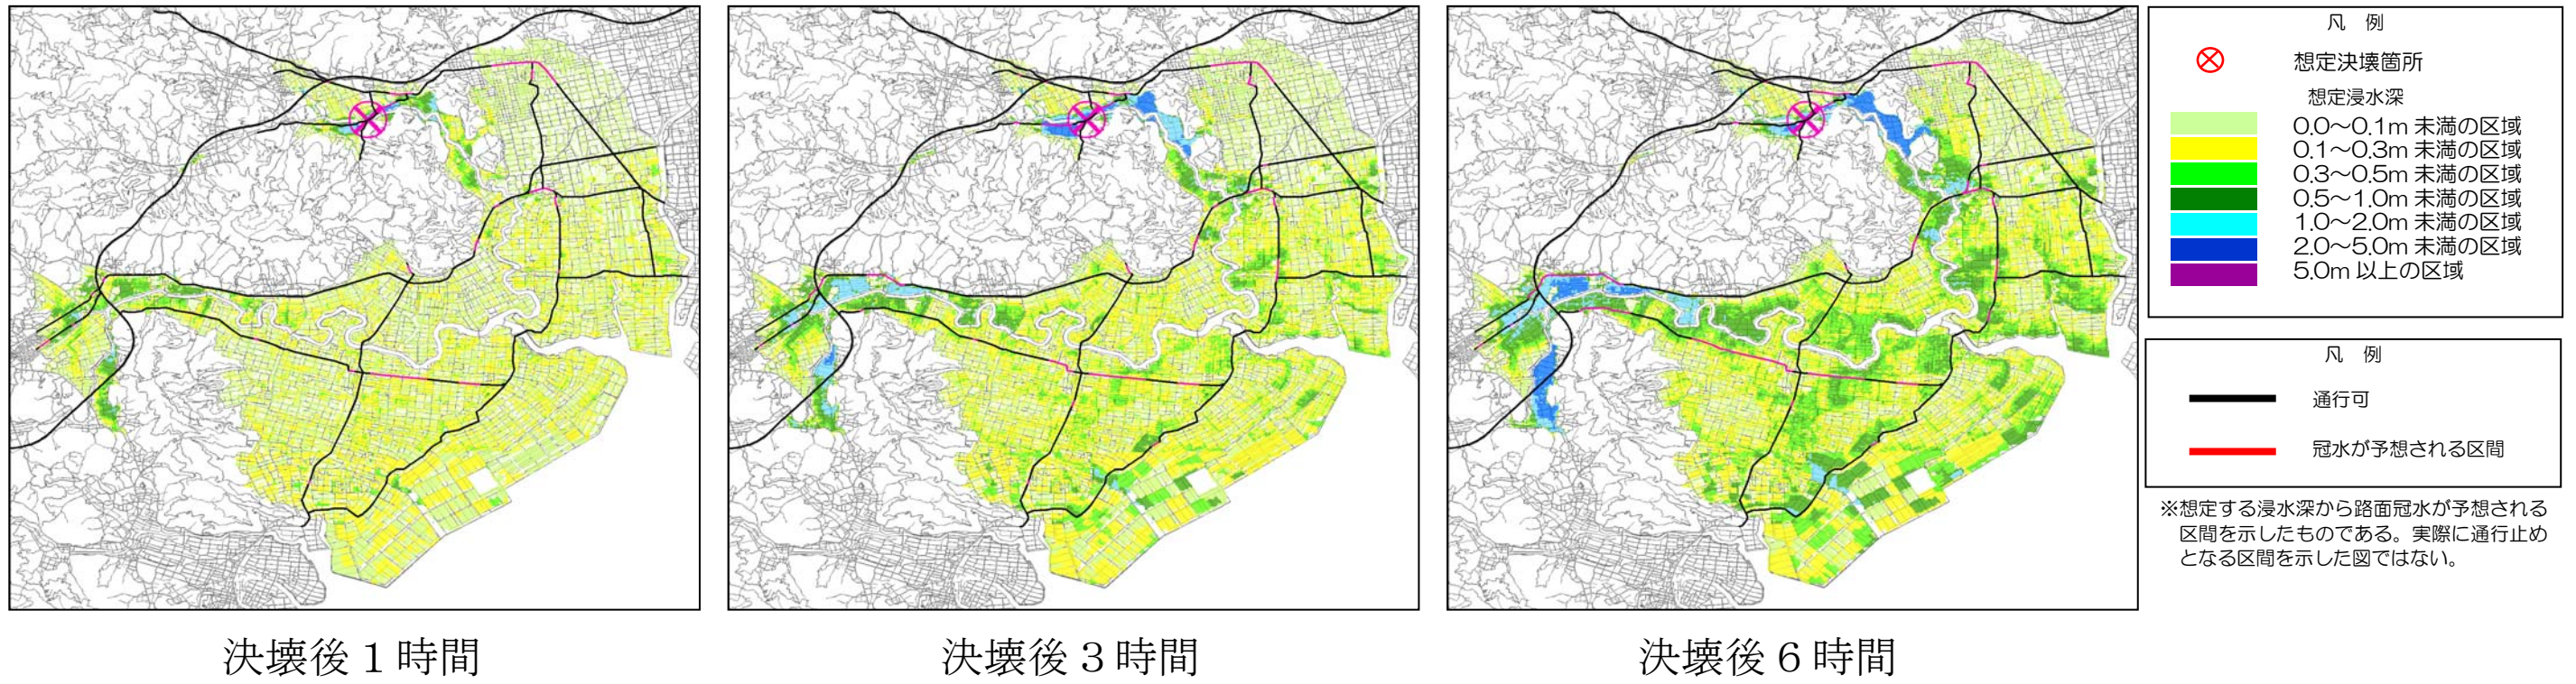 凡 例
想定決壊箇所
想定浸水深
0.0～0.1m 未満の区域
0.1～0.3m 未満の区域
0.3～0.5m 未満の区域
0.5～1.0m 未満の区域
1.0～2.0m 未満の区域
2.0～5.0m 未満の区域
5.0m 以上の区域
凡 例
通行可
冠水が予想される区間
※想定する浸水深から路面冠水が予想される
区間を示したものである。実際に通行止め
となる区間を示した図ではない。
決壊後１時間
決壊後３時間
決壊後６時間